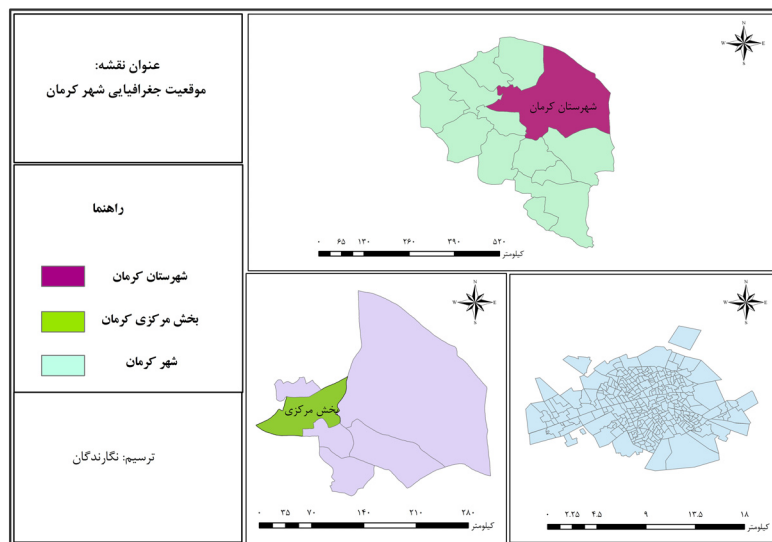 عنوان نقشه:
موقعیت جغرافیایی شهر کرمان
راهنما
شهرستان کرمان
بخش مرکزی کرمان
شهر کرمان
ترسیم: نگارندگان
N
W E
S
شهرستان کرمان
۰ ۶۵ ۱۳۰ ۲۶۰ ۳۹۰ ۵۲۰
کیلومتر
N
W E
S
بخش مرکزی
۰ ۳۵ ۷۰ ۱۴۰ ۲۱۰ ۲۸۰
کیلومتر
N
W E
S
۰ ۲.۲۵ ۴.۵ ۹ ۱۳.۵ ۱۸
کیلومتر